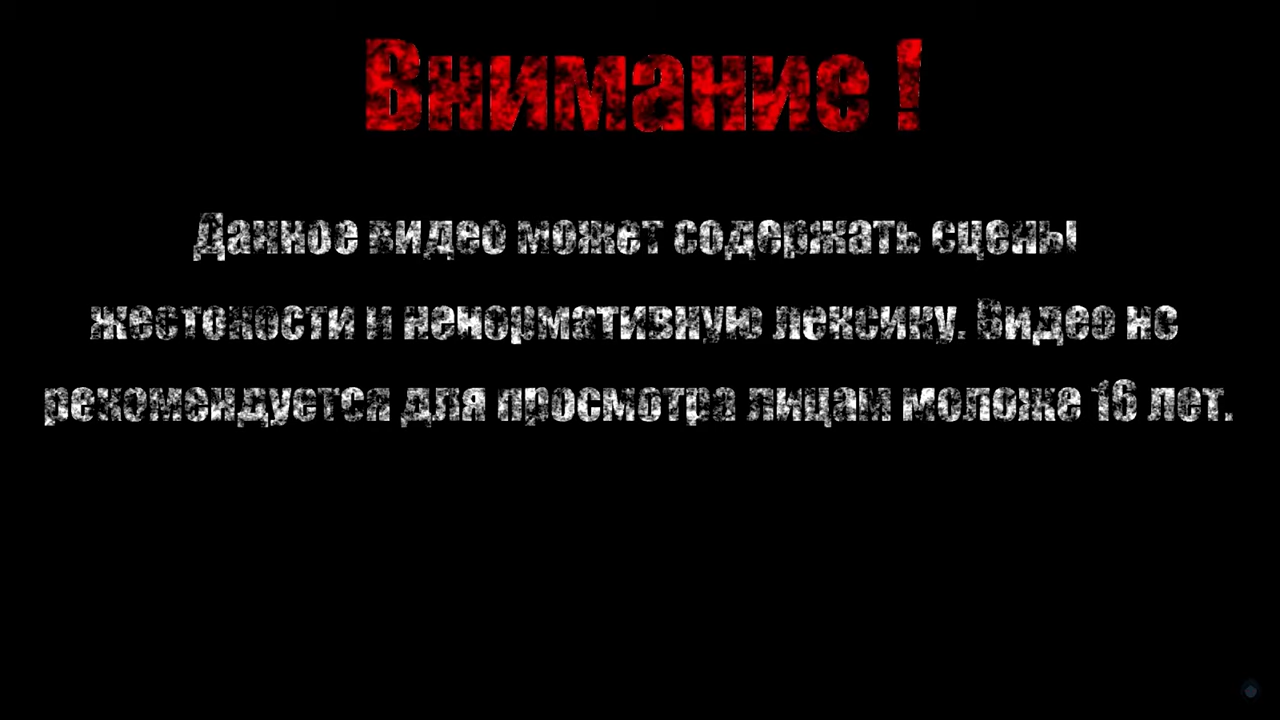 Внимание !
Данное видео может содержать сцены
жестокости и ненормативную лексику. Видео не
рекомендуется для просмотра лицам моложе 16 лет.